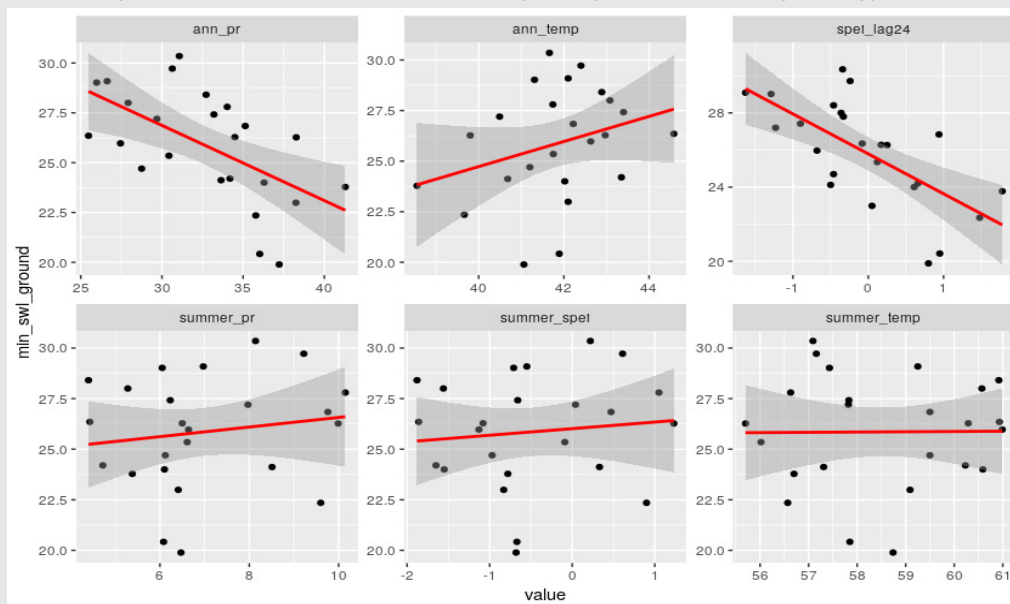 ann_pr ann_temp spei_lag24
30.0 30.0 28
27.5 27.5
25.0 25.0 24
22.5 22.5
20.0 20.0 20
25 30 35 40 40 42 44 -1 0 1
summer_pr summer_spei summer_temp
30.0 30.0 30.0
27.5 27.5 27.5
25.0 25.0 25.0
22.5 22.5 22.5
20.0 20.0 20.0
6 8 10 -2 -1 0 1 56 57 58 59 60 61
min_swl_ground
value